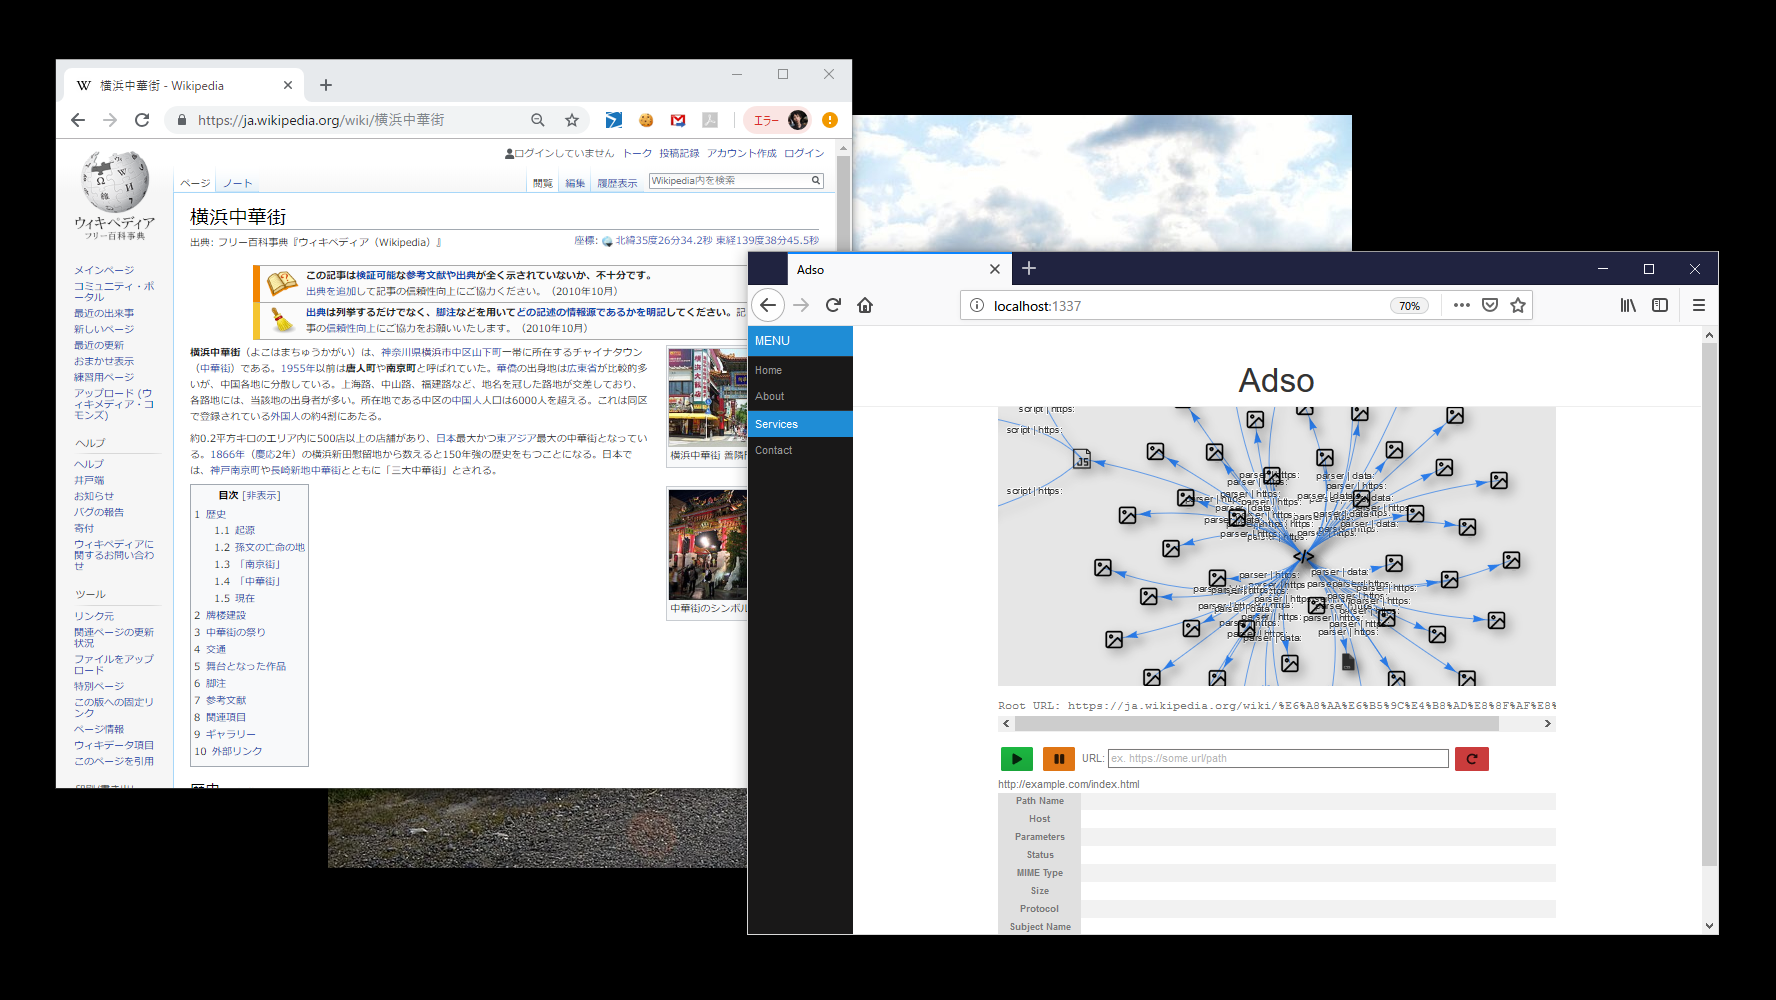 横浜中華街 - Wikipedia
https://ja.wikipedia.org/wiki/横浜中華街
エラー
ログインしていません トーク 投稿記録 アカウント作成 ログイン
ページ ノート
閲覧 編集 履歴表示 Wikipedia内を検索
ウィキペディア
フリー百科事典
メインページ
コミュニティ・ポ
ータル
最近の出来事
新しいページ
最近の更新
おまかせ表示
練習用ページ
アップロード (ウ
ィキメディア・コ
モンズ)
ヘルプ
ヘルプ
井戸端
お知らせ
バグの報告
寄付
ウィキペディアに
関するお問い合わ
せ
ツール
リンク元
関連ページの更新
状況
ファイルをアップ
ロード
特別ページ
この版への固定リ
ンク
ページ情報
ウィキデータ項目
このページを引用
横浜中華街
出典: フリー百科事典『ウィキペディア（Wikipedia）』
座標: 北緯35度26分34.2秒 東経139度38分45.5秒
この記事は検証可能な参考文献や出典が全く示されていないか、不十分です。
出典を追加して記事の信頼性向上にご協力ください。（2010年10月）
出典は列挙するだけでなく、脚注などを用いてどの記述の情報源であるかを明記してください。記
事の信頼性向上にご協力をお願いいたします。（2010年10月）
横浜中華街（よこはまちゅうかがい）は、神奈川県横浜市中区山下町一帯に所在するチャイナタウン
（中華街）である。1955年以前は唐人町や南京町と呼ばれていた。華僑の出身地は広東省が比較的多
いが、中国各地に分散している。上海路、中山路、福建路など、地名を冠した路地が交差しており、
各路地には、当該地の出身者が多い。所在地である中区の中国人人口は6000人を超える。これは同区
で登録されている外国人の約4割にあたる。
約0.2平方キロのエリア内に500店以上の店舗があり、日本最大かつ東アジア最大の中華街となってい
る。1866年（慶応2年）の横浜新田慰留地から数えると150年強の歴史をもつことになる。日本で
は、神戸南京町や長崎新地中華街とともに「三大中華街」とされる。
横浜中華街 善隣
中華街のシンボル
目次 [非表示]
1 歴史
1.1 起源
1.2 孫文の亡命の地
1.3 「南京街」
1.4 「中華街」
1.5 現在
2 牌楼建設
3 中華街の祭り
4 交通
5 舞台となった作品
6 脚注
7 参考文献
8 関連項目
9 ギャラリー
10 外部リンク
歴史
Adso
localhost:1337
70%
MENU
Home
About
Services
Contact
Adso
script | https:
script | https:
script | https:
JS
parser | https:
parser | data:
parser | https:
parser | data:
parser | https:
</>
parser | https:
parser | data:
parser | https:
parser | data:
parser | https:
Root URL: https://ja.wikipedia.org/wiki/%E6%A8%AA%E6%B5%9C%E4%B8%AD%E8%8F%AF%E8%
URL: ex. https://some.url/path
http://example.com/index.html
Path Name
Host
Parameters
Status
MIME Type
Size
Protocol
Subject Name